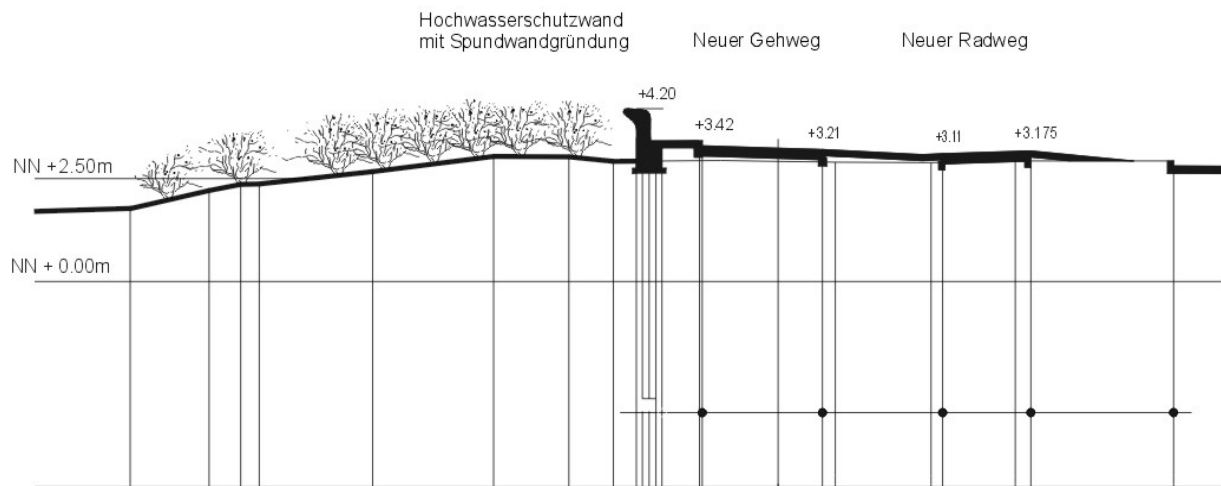 Hochwasserschutzwand
mit Spundwandgründung
Neuer Gehweg
Neuer Radweg
+4.20
+3.42
+3.21
+3.11
+3.175
NN +2.50m
NN + 0.00m